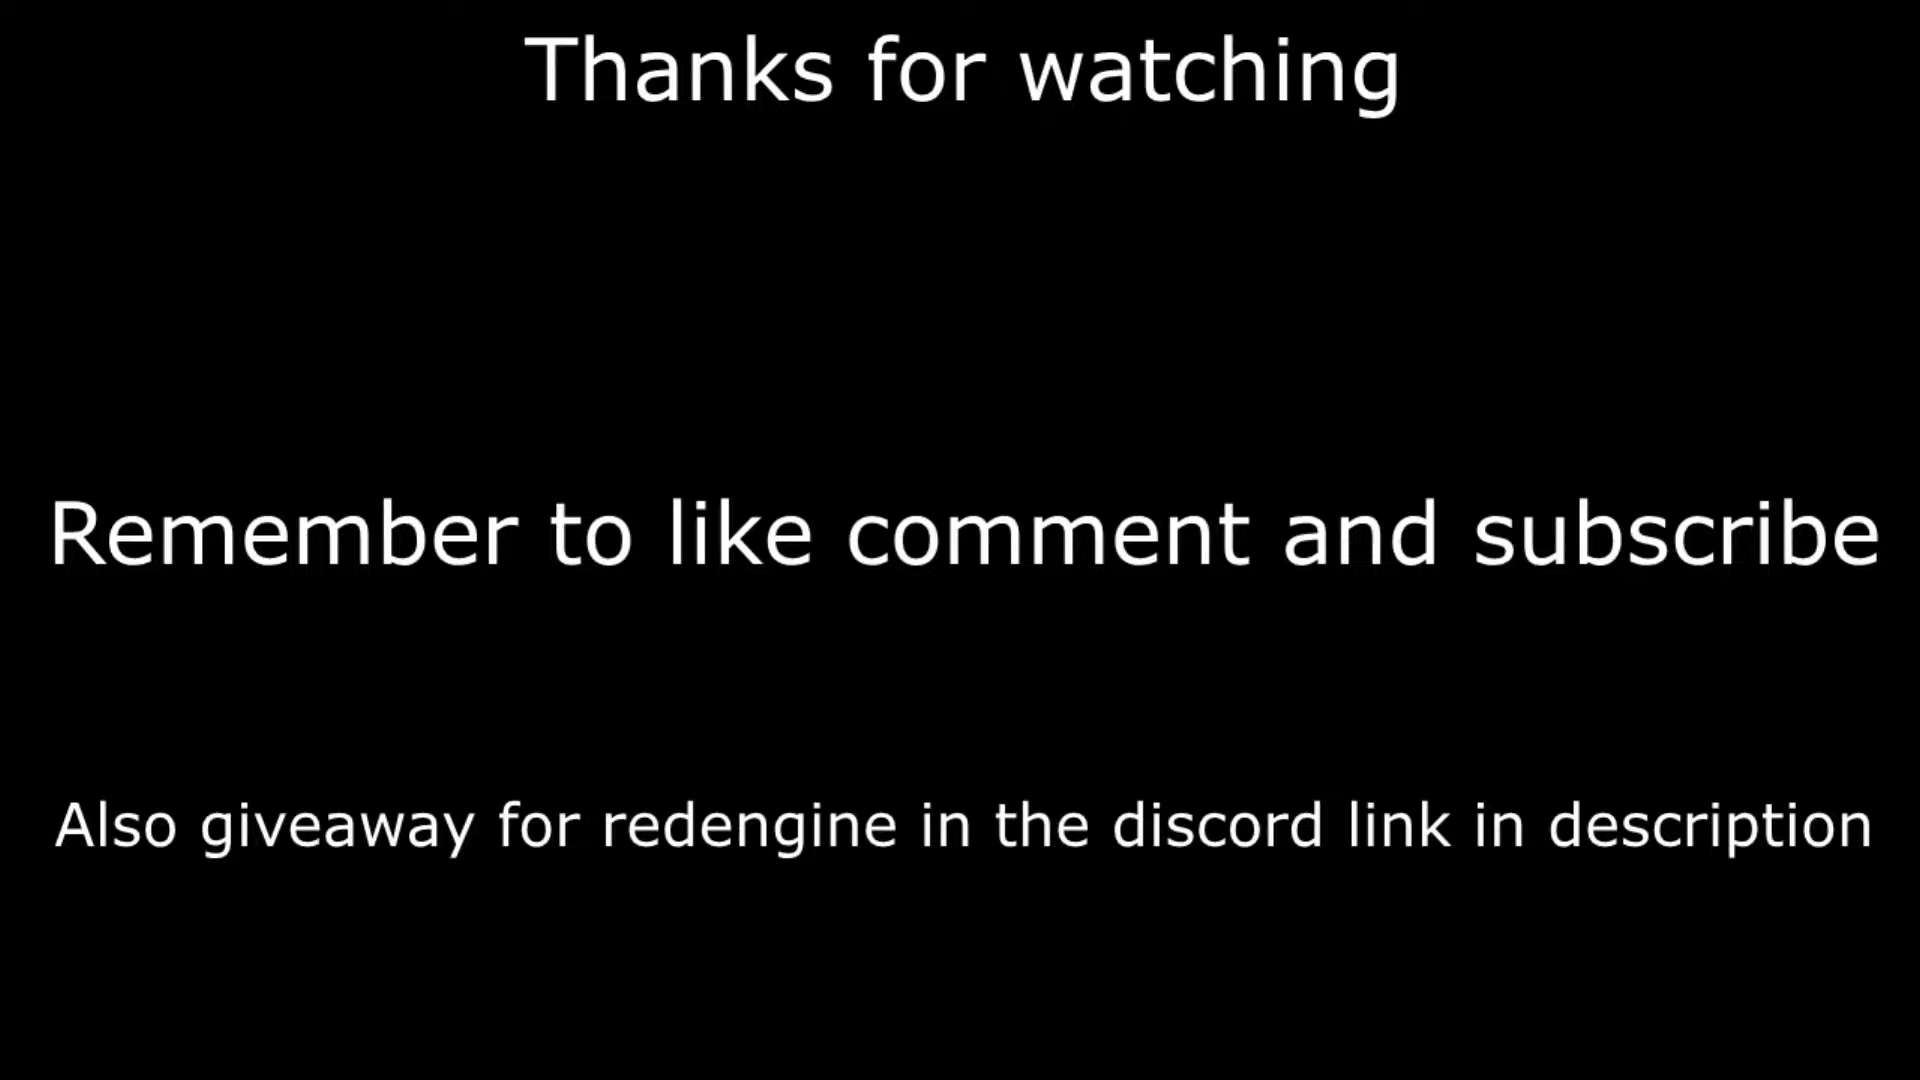 Thanks for watching
Remember to like comment and subscribe
Also giveaway for redengine in the discord link in description